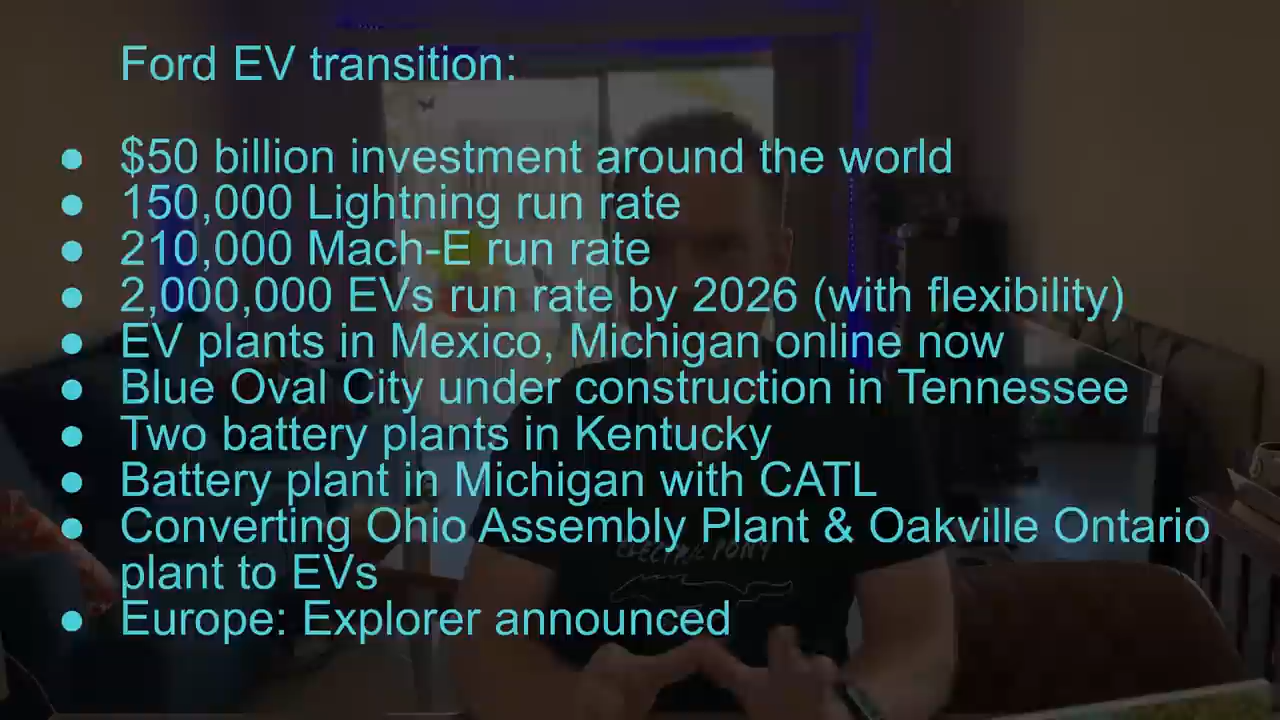 Ford EV transition:
● $50 billion investment around the world
● 150,000 Lightning run rate
● 210,000 Mach-E run rate
● 2,000,000 EVs run rate by 2026 (with flexibility)
● EV plants in Mexico, Michigan online now
● Blue Oval City under construction in Tennessee
● Two battery plants in Kentucky
● Battery plant in Michigan with CATL
● Converting Ohio Assembly Plant & Oakville Ontario
plant to EVs
● Europe: Explorer announced
ELECTRIC PONY